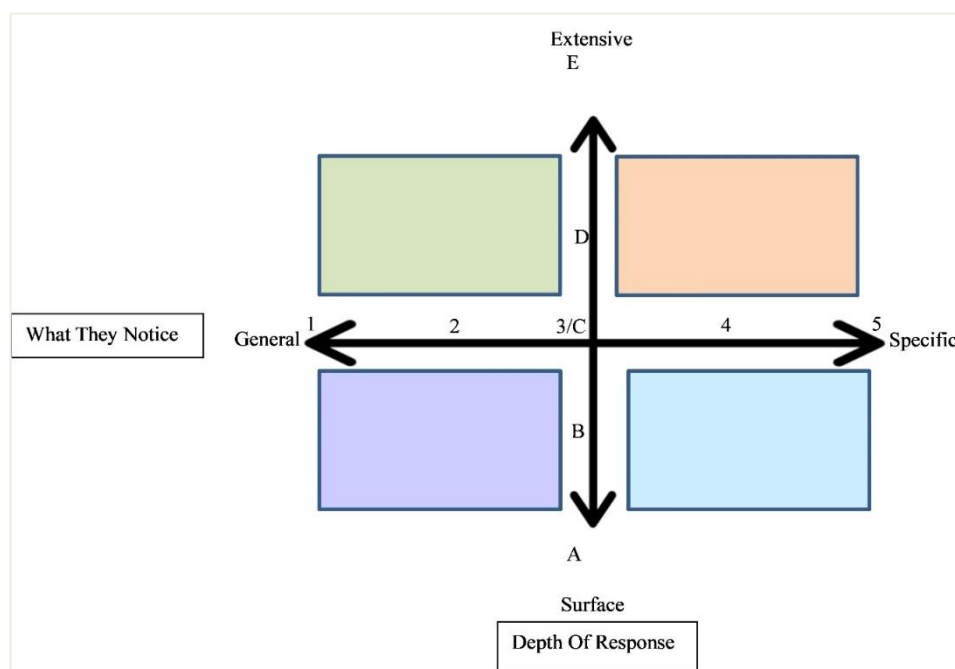 Extensive
E
D
1 2 3/C 4 5
What They Notice
General
Specific
B
A
Surface
Depth Of Response